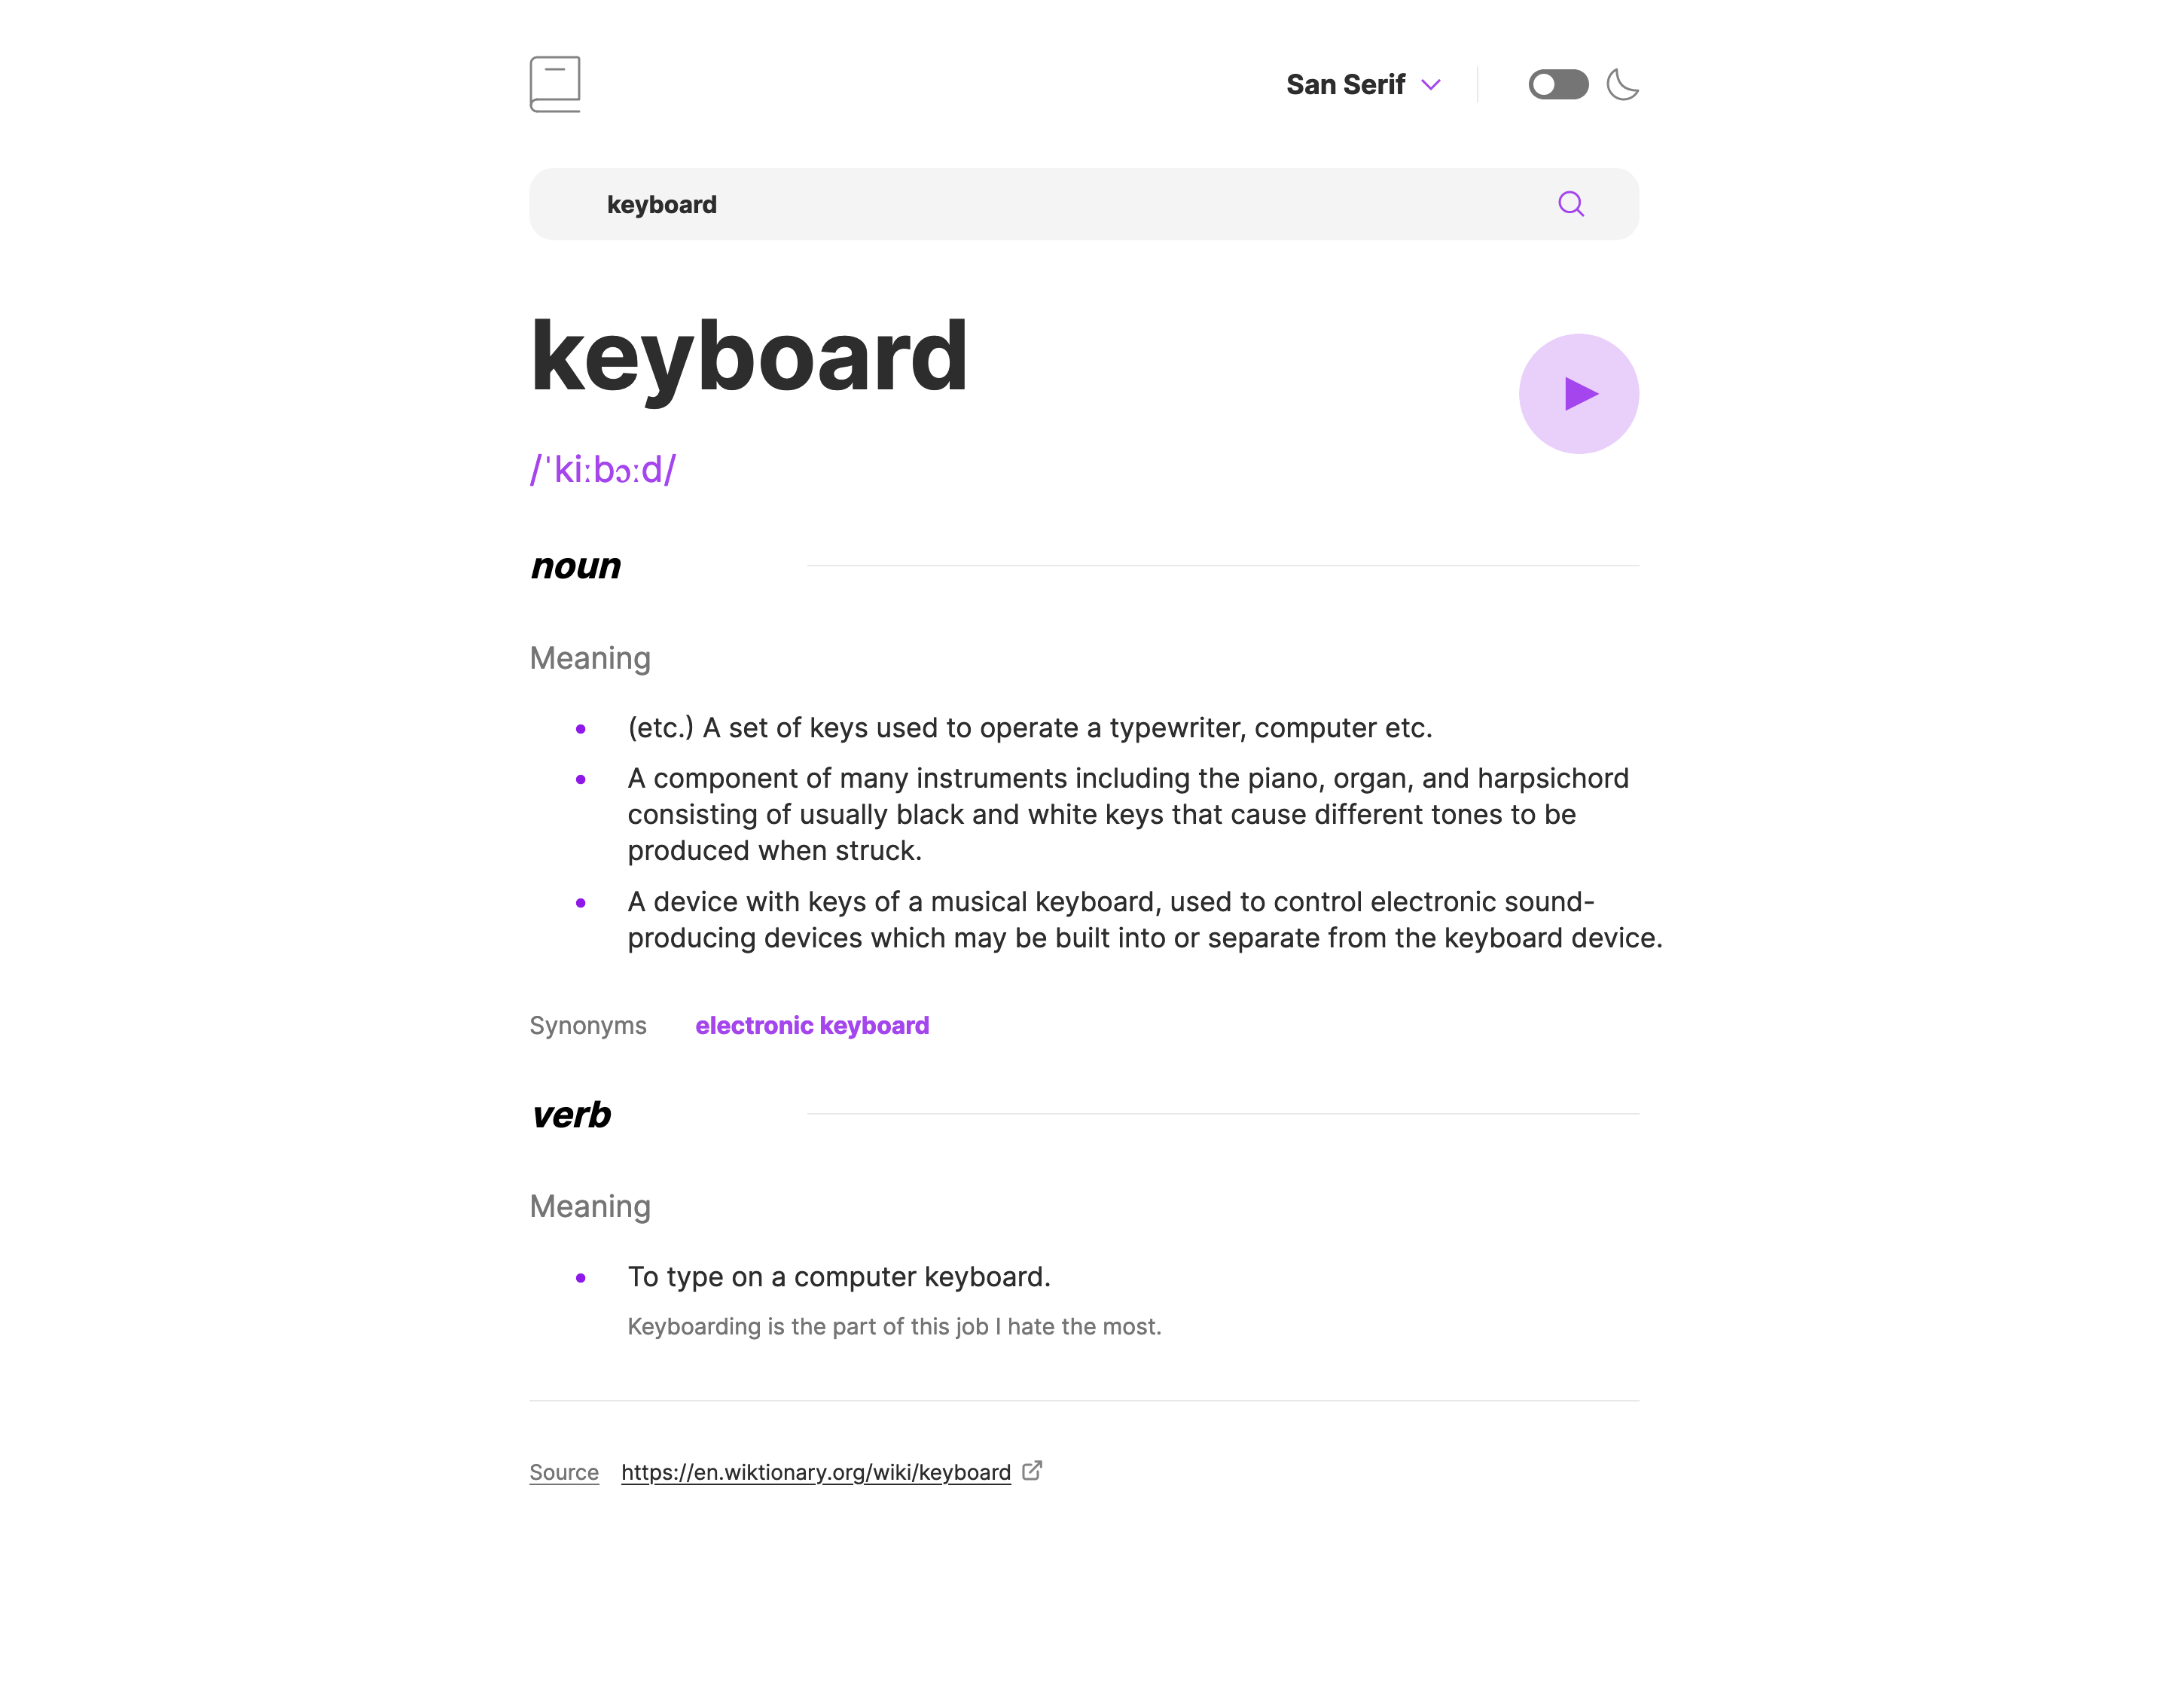 San Serif
keyboard
keyboard
/ˈkiːbɔːd/
noun
Meaning
(etc.) A set of keys used to operate a typewriter, computer etc.
A component of many instruments including the piano, organ, and harpsichord
consisting of usually black and white keys that cause different tones to be
produced when struck.
A device with keys of a musical keyboard, used to control electronic sound-
producing devices which may be built into or separate from the keyboard device.
Synonyms electronic keyboard
verb
Meaning
To type on a computer keyboard.
Keyboarding is the part of this job I hate the most.
Source https://en.wiktionary.org/wiki/keyboard